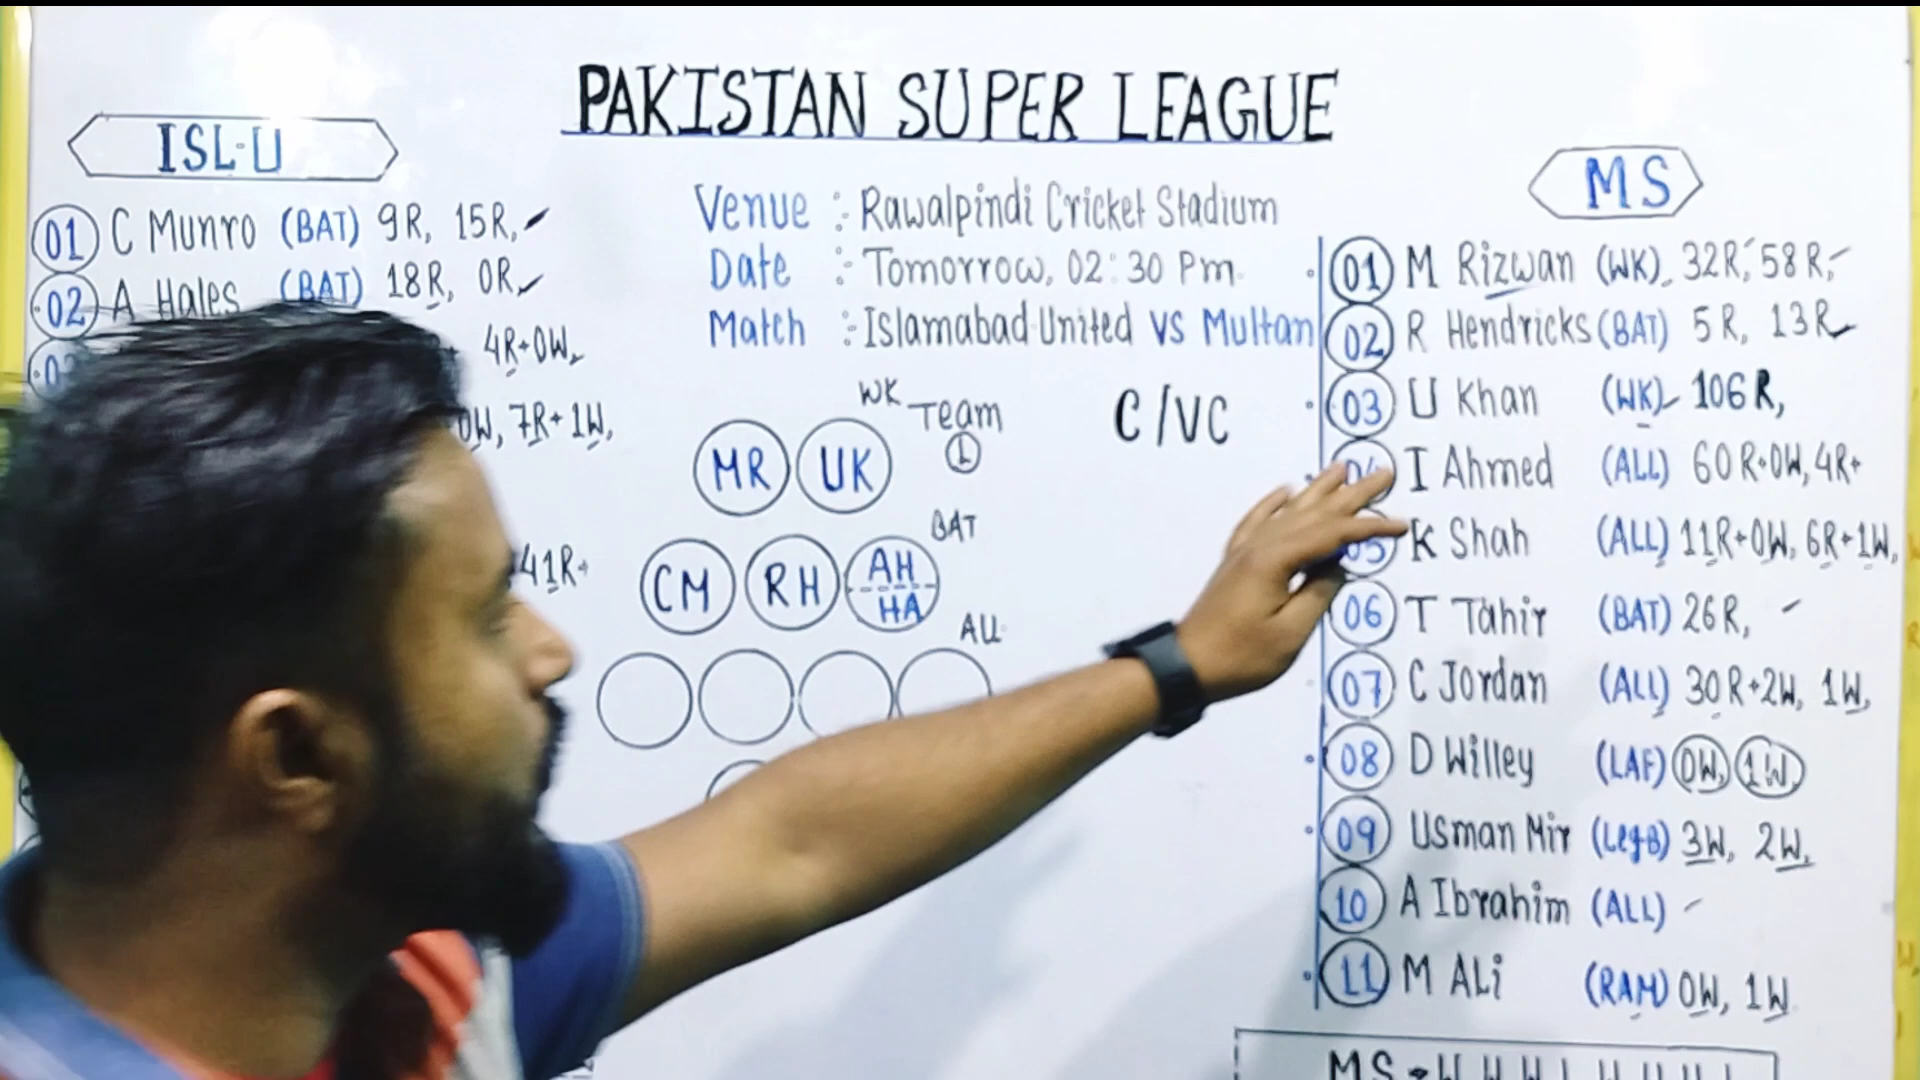 PAKISTAN SUPER LEAGUE
ISL-U
01 C Munro (BAT) 9R, 15R,
02 A Hales (BAT) 18R, 0R
4R+0W
0W, 7R+1W,
41R+
Venue : Rawalpindi Cricket Stadium
Date : Tomorrow, 02:30 Pm
Match : Islamabad United VS Multan
WK Team 1
C/VC
MR UK
BAT
CM RH AH HA
ALL
MS
01 M Rizwan (WK) 32R, 58R,
02 R Hendricks (BAT) 5R, 13R
03 U Khan (WK) 106R,
04 I Ahmed (ALL) 60R+0W, 4R+
05 K Shah (ALL) 11R+0W, 6R+1W,
06 T Tahir (BAT) 26R,
07 C Jordan (ALL) 30R+2W, 1W,
08 D Willey (LAF) 0W, 1W,
09 Usman Mir (LegB) 3W, 2W,
10 A Ibrahim (ALL)
11 M ALi (RAM) 0W, 1W
MS